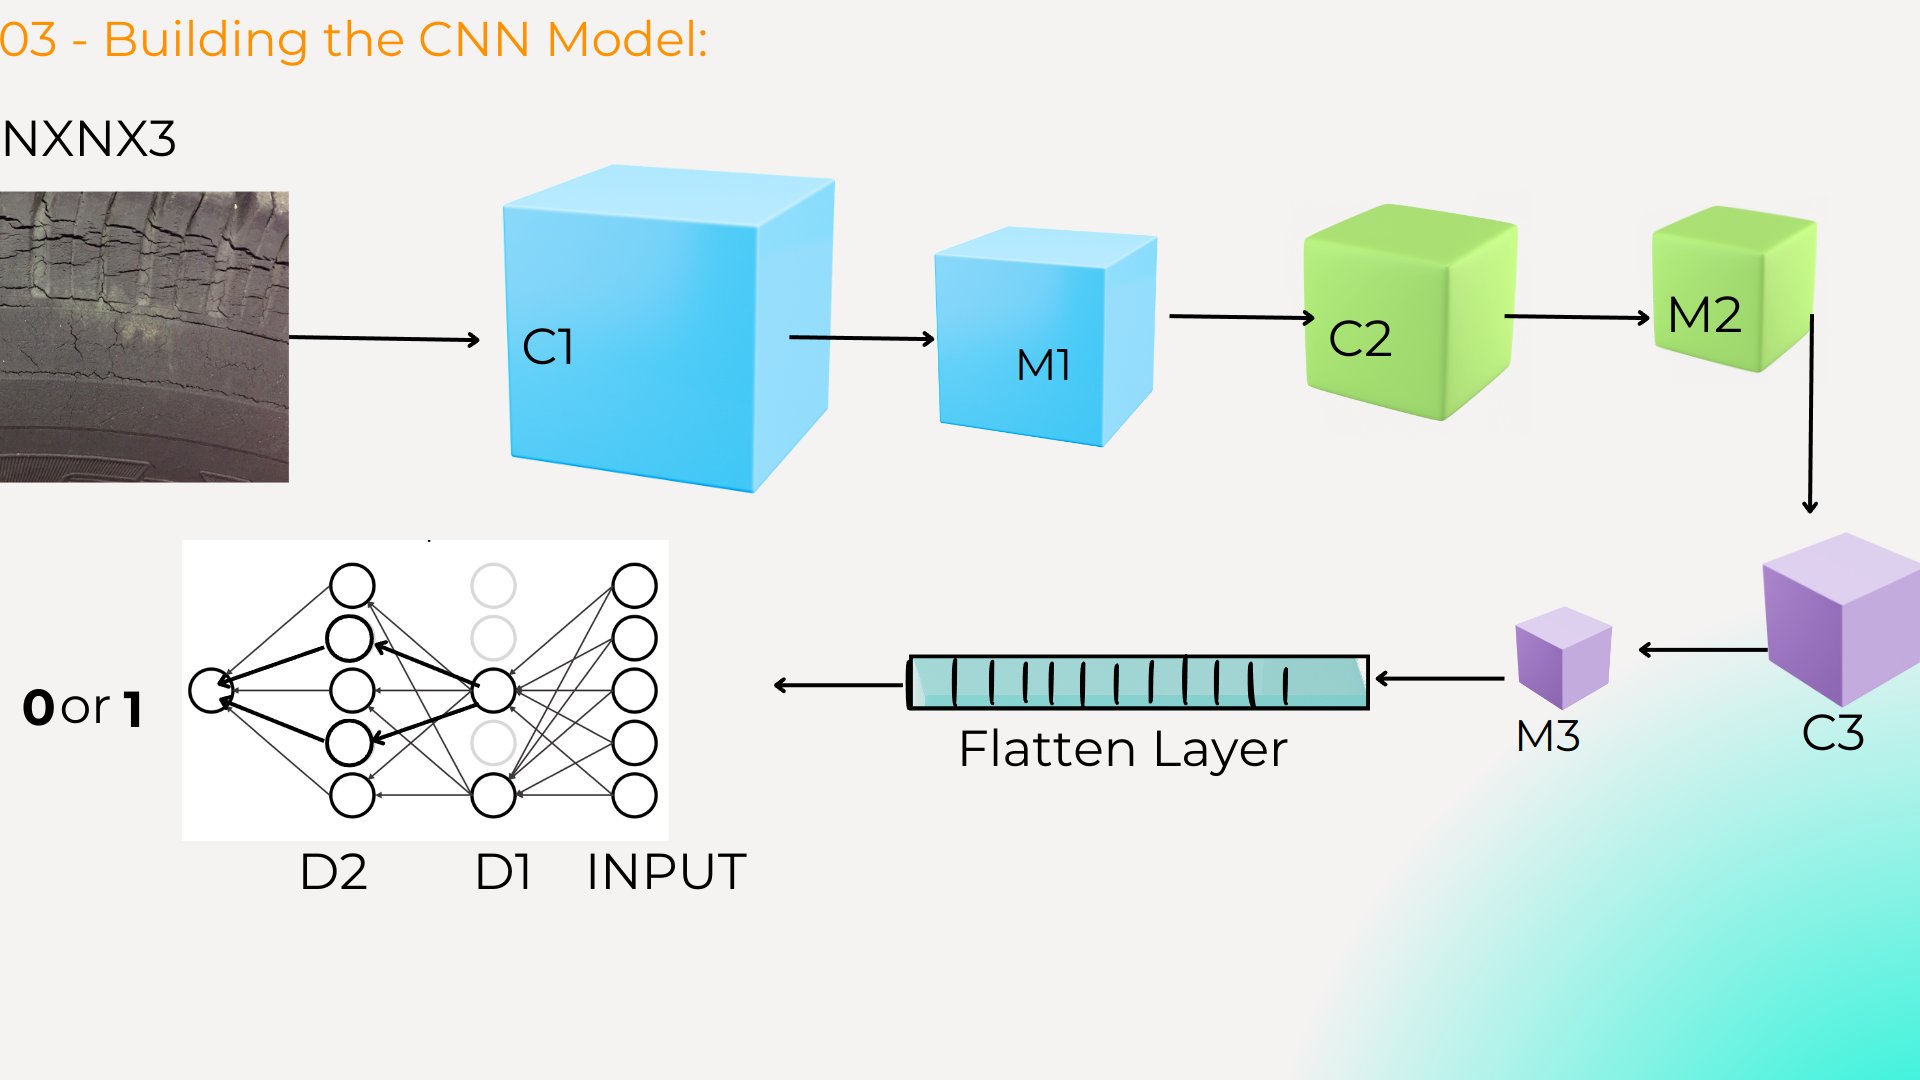 03 - Building the CNN Model:
NXNX3
C1
M1
C2
M2
C3
M3
Flatten Layer
0 or 1
D2 D1 INPUT